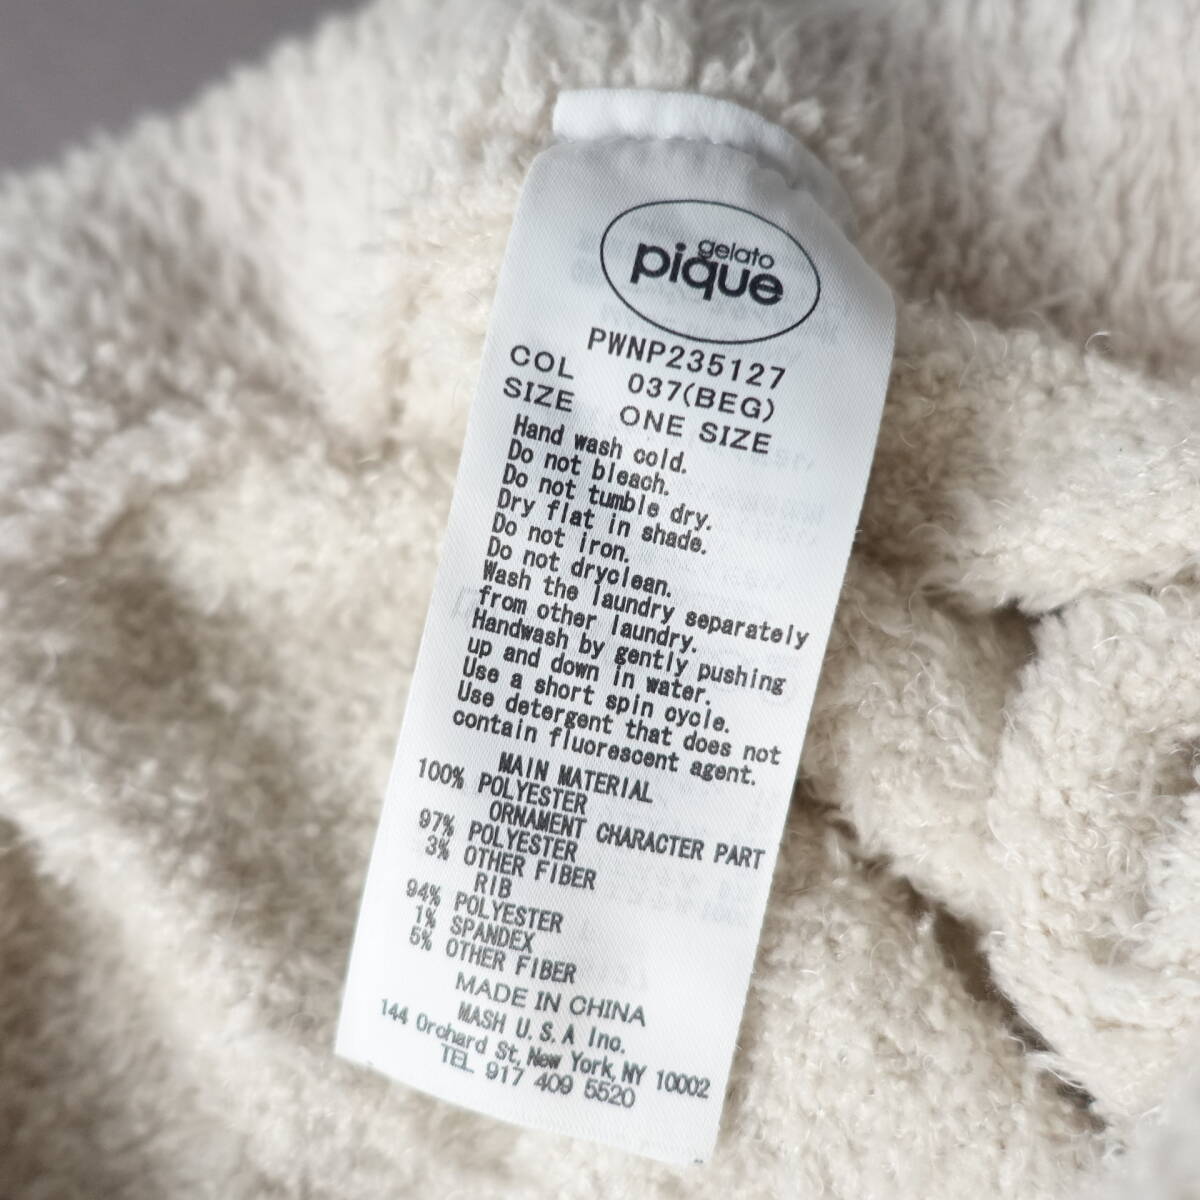 gelato
pique
PWNP235127
COL 037(BEG)
SIZE ONE SIZE
Hand wash cold.
Do not bleach.
Do not tumble dry.
Dry flat in shade.
Do not iron.
Do not dryclean.
Wash the laundry separately
from other laundry.
Handwash by gently pushing
up and down in water.
Use a short spin cycle.
Use detergent that does not
contain fluorescent agent.
MAIN MATERIAL
100% POLYESTER
ORNAMENT CHARACTER PART
97% POLYESTER
3% OTHER FIBER
RIB
94% POLYESTER
1% SPANDEX
5% OTHER FIBER
MADE IN CHINA
MASH U.S.A Inc.
144 Orchard St, New York, NY 10002
TEL 917 409 5520